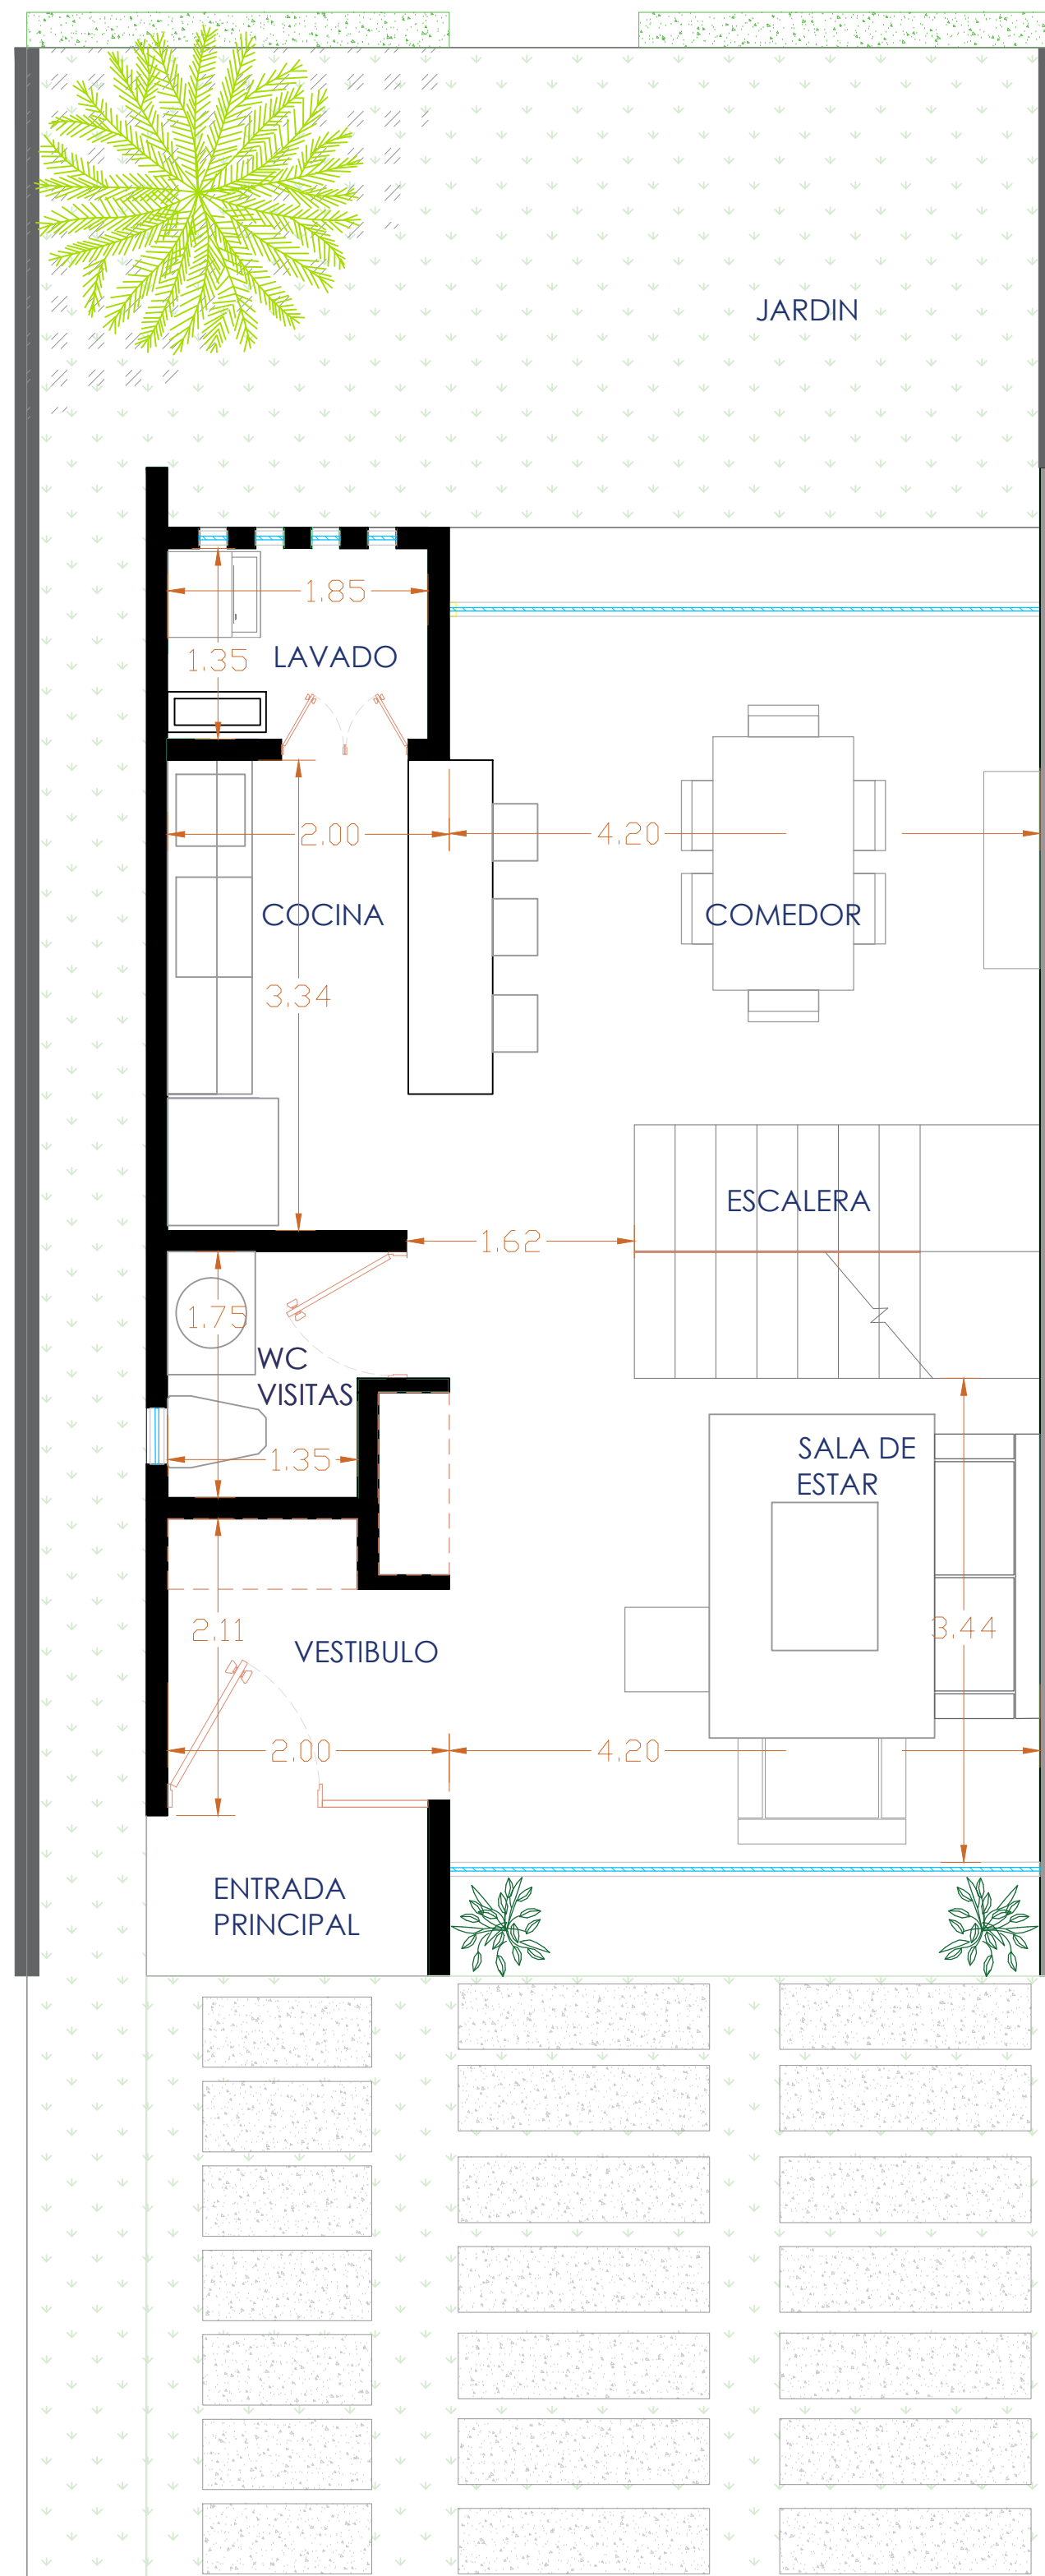 JARDIN
1.85
1.35
LAVADO
2.00
4.20
COCINA
COMEDOR
3.34
ESCALERA
1.62
1.75
WC
VISITAS
1.35
SALA DE
ESTAR
2.11
3.44
VESTIBULO
2.00
4.20
ENTRADA
PRINCIPAL